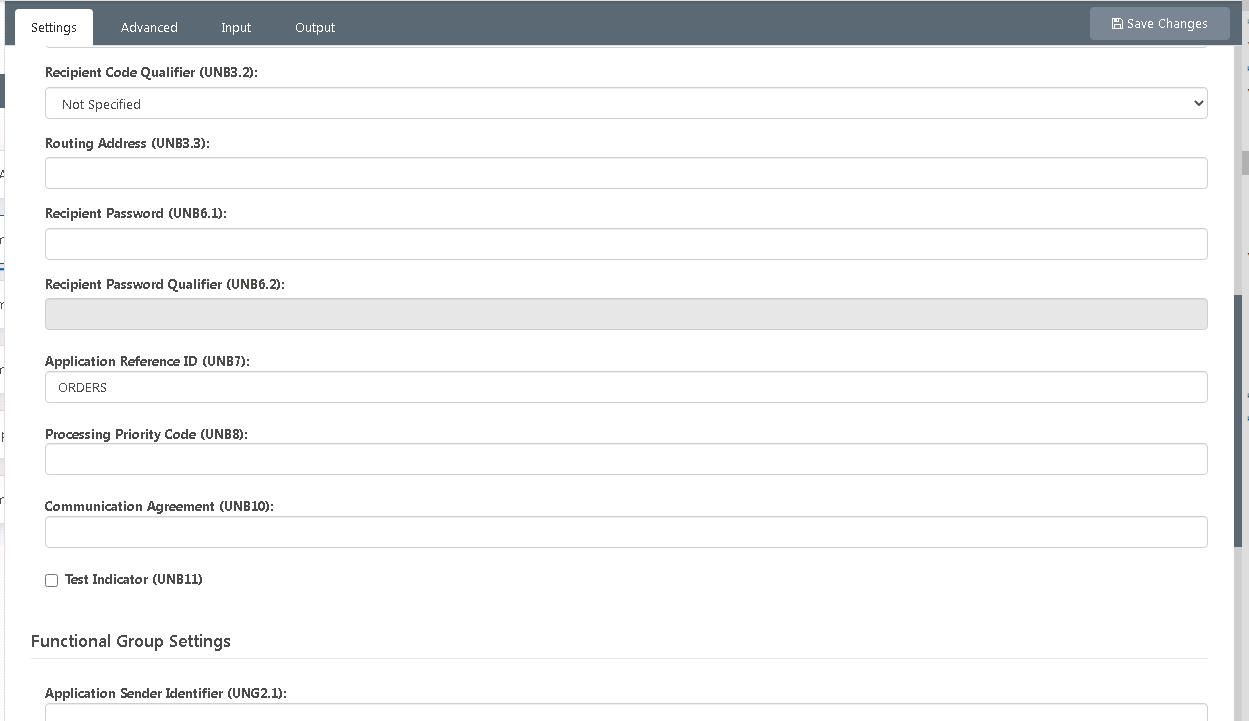 Settings
Advanced
Input
Output
Save Changes
Recipient Code Qualifier (UNB3.2):
Not Specified
Routing Address (UNB3.3):
Recipient Password (UNB6.1):
Recipient Password Qualifier (UNB6.2):
Application Reference ID (UNB7):
ORDERS
Processing Priority Code (UNB8):
Communication Agreement (UNB10):
Test Indicator (UNB11)
Functional Group Settings
Application Sender Identifier (UNG2.1):